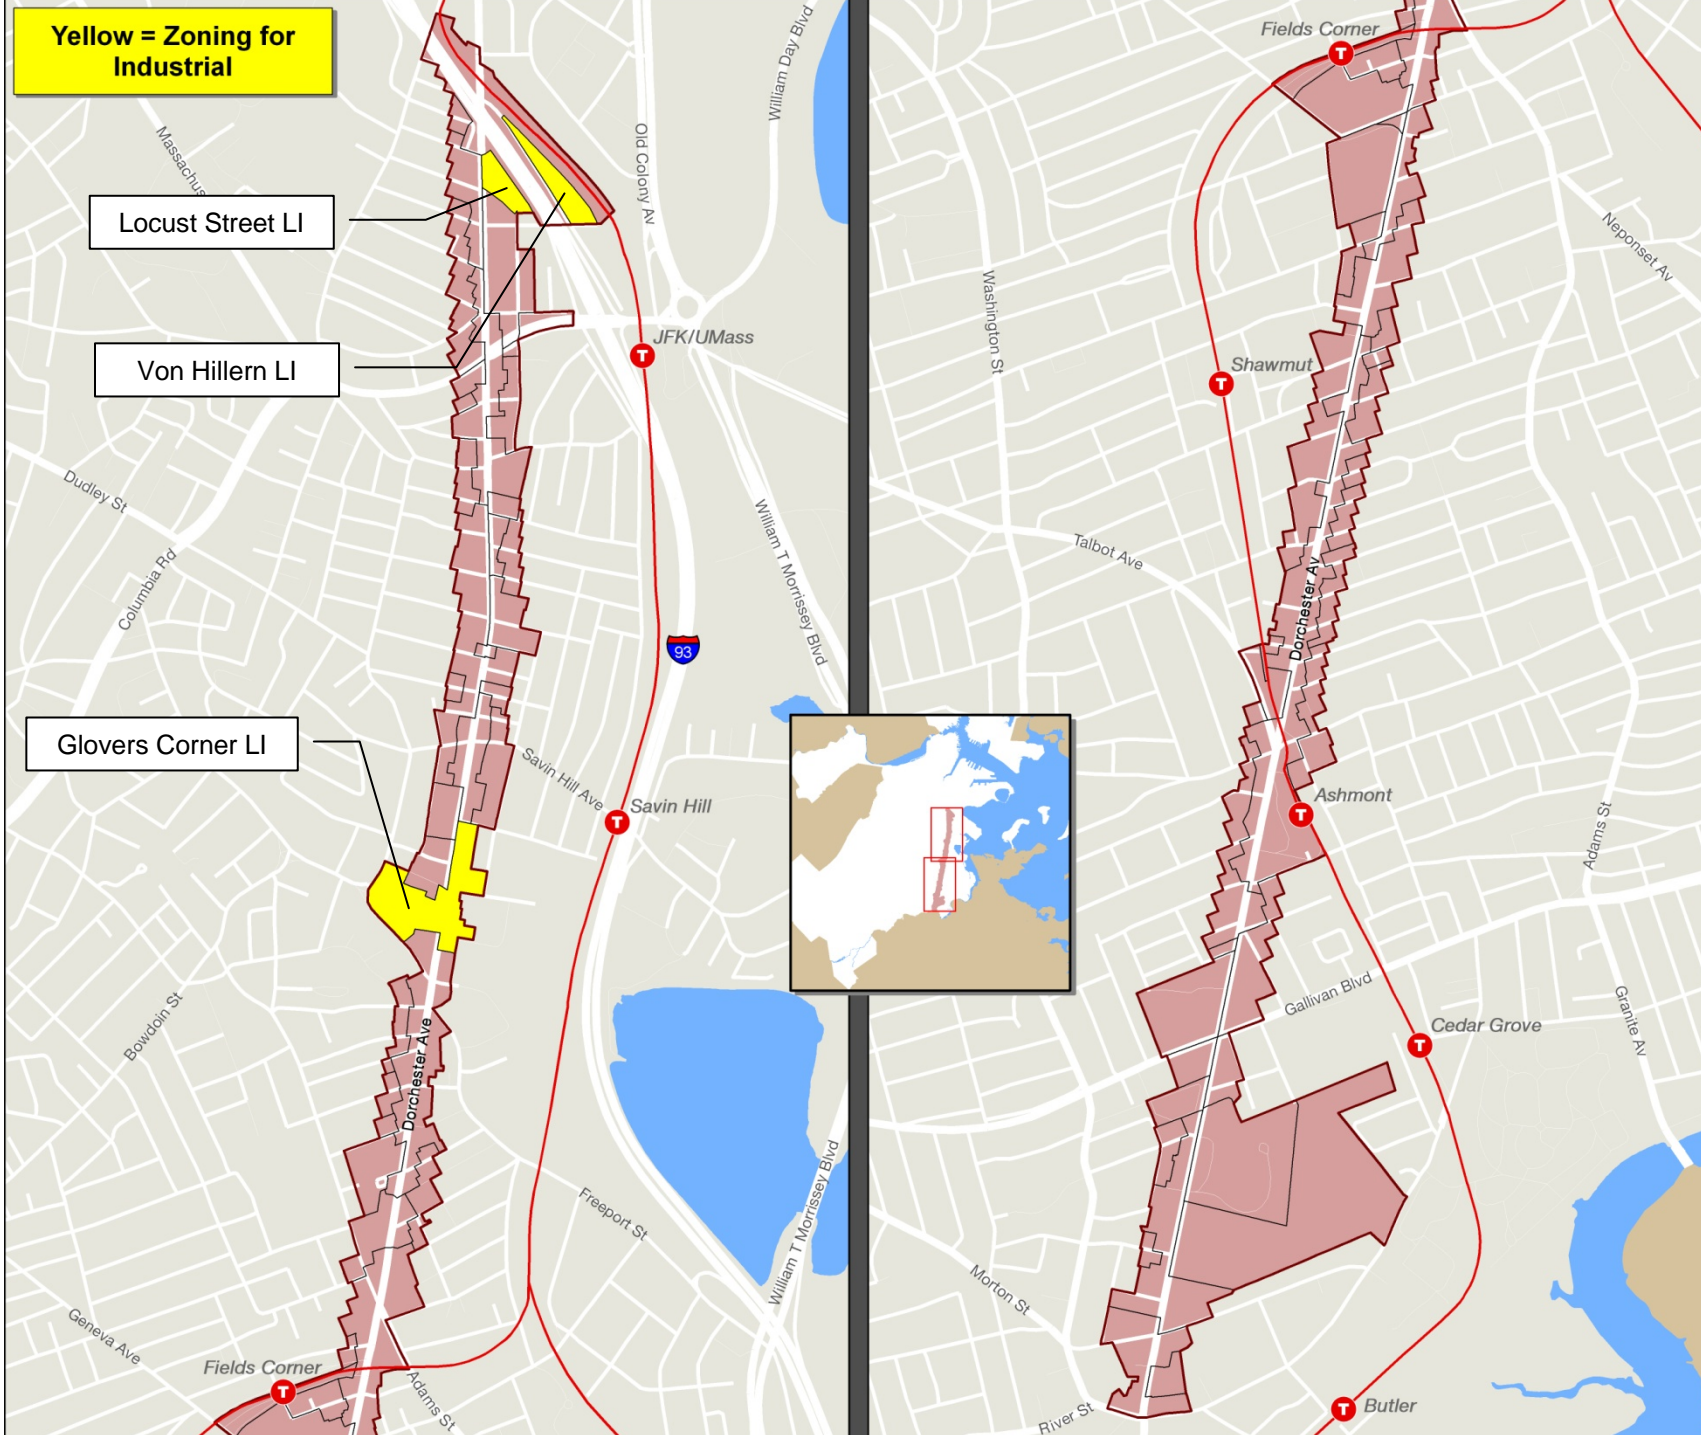 Yellow = Zoning for
Industrial
Massachus
Old Colony Av
William Day Blvd
Locust Street LI
Von Hillern LI
T
JFK/UMass
Dudley St
Columbia Rd
William T Morrissey Blvd
93
Glovers Corner LI
Savin Hill Ave
T
Savin Hill
Bowdoin St
Dorchester Ave
Freeport St
William T Morrissey Blvd
Geneva Ave
Fields Corner
T
Adams St
Fields Corner
T
Neponset Av
Washington St
T
Shawmut
Talbot Ave
Dorchester Av
T
Ashmont
Adams St
Gallivan Blvd
Granite Av
T
Cedar Grove
Morton St
River St
T
Butler